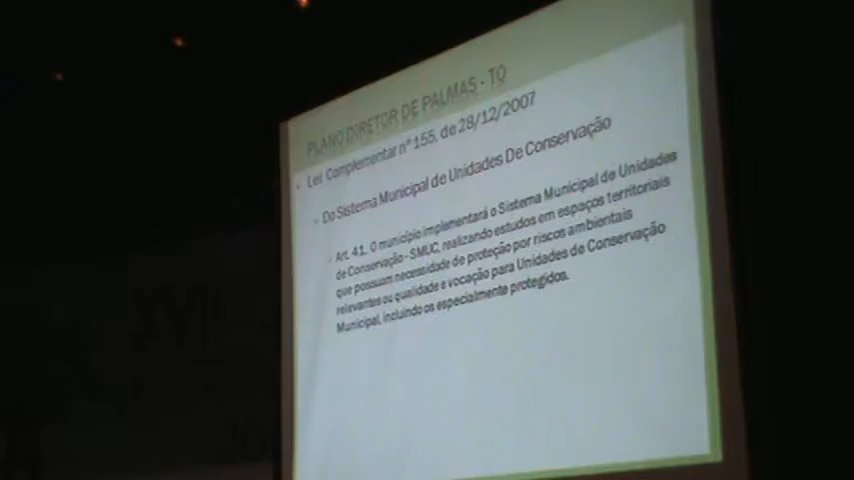 PLANO DIRETOR DE PALMAS - TO
Lei Complementar nº 155, de 28/12/2007
Do Sistema Municipal de Unidades De Conservação
Art. 41. O município implementará o Sistema Municipal de Unidades
de Conservação - SMUC, realizando estudos em espaços territoriais
que possuam necessidade de proteção por riscos ambientais
relevantes ou qualidade e vocação para Unidades de Conservação
Municipal, incluindo os especialmente protegidos.